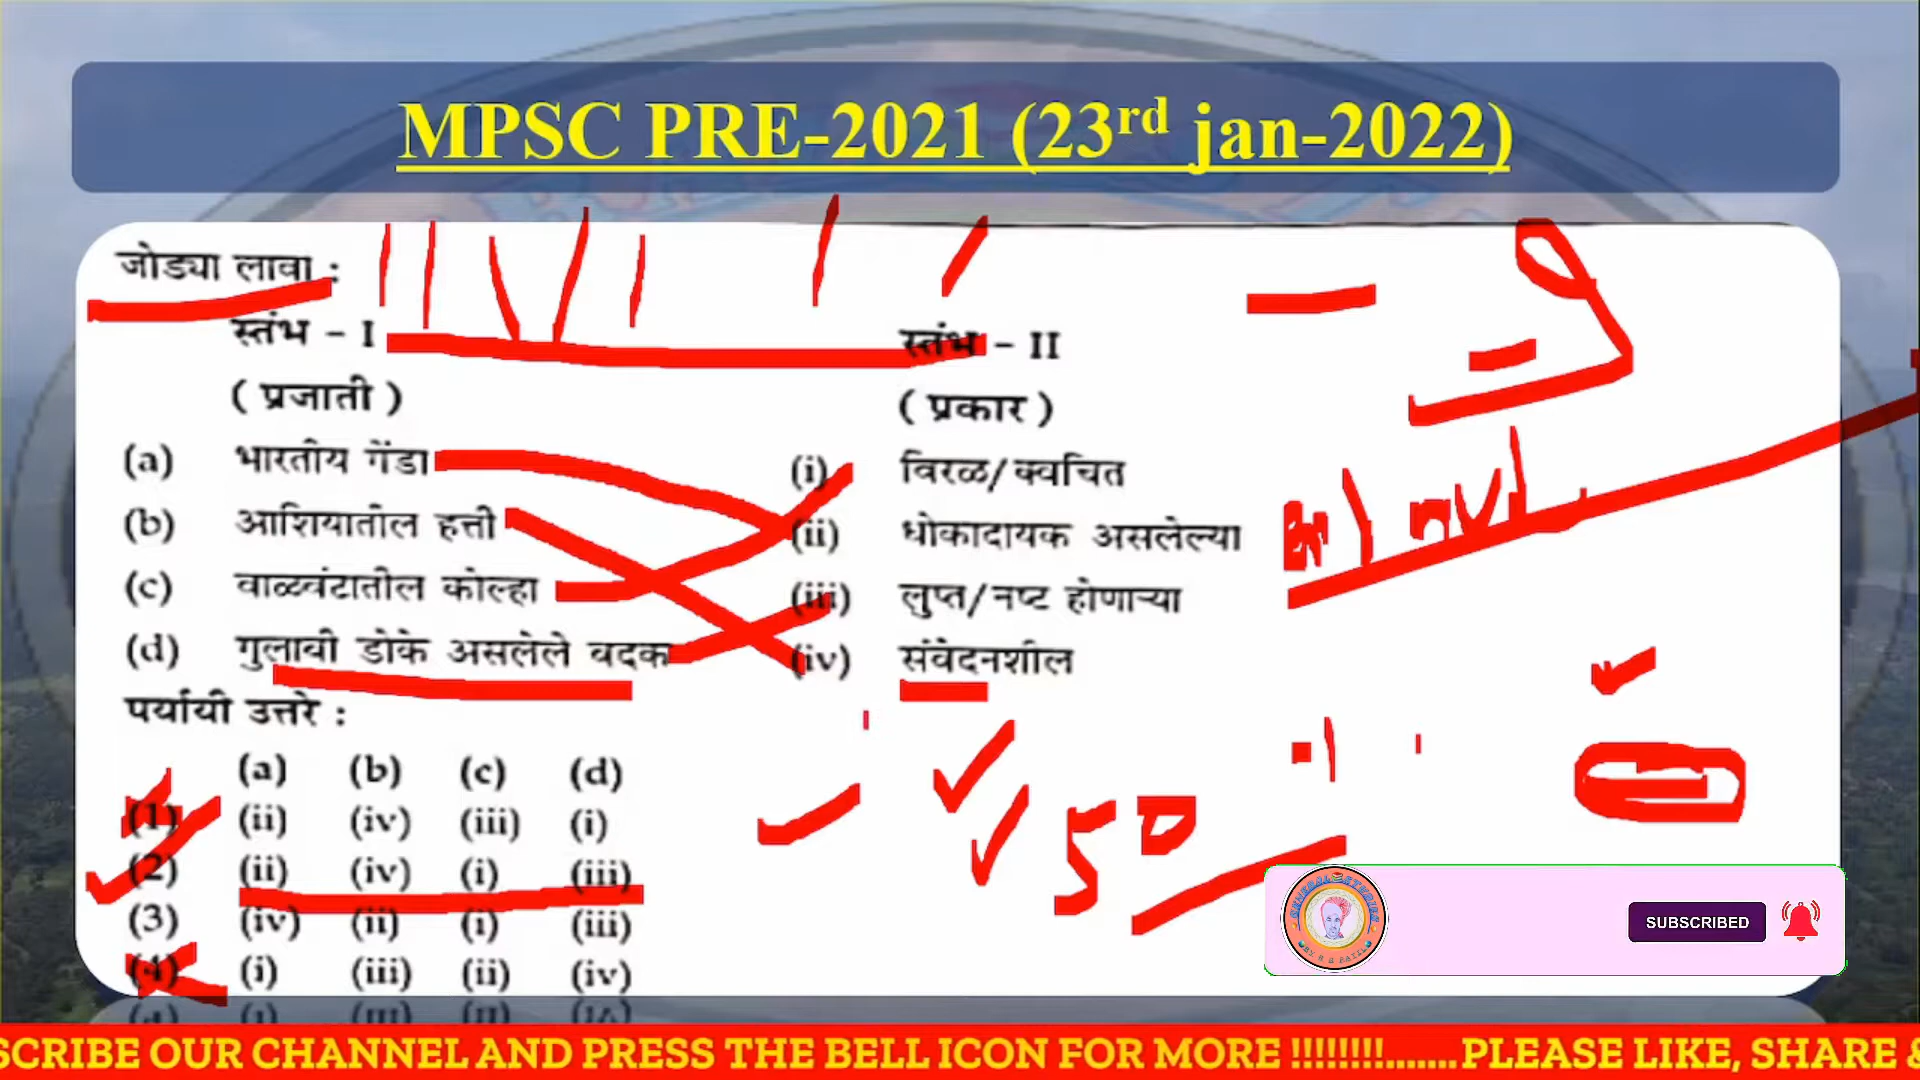 MPSC PRE-2021 (23rd jan-2022)
जोड्या लावा :
स्तंभ - I स्तंभ - II
( प्रजाती ) ( प्रकार )
(a) भारतीय गेंडा (i) विरळ/क्वचित
(b) आशियातील हत्ती (ii) धोकादायक असलेल्या
(c) वाळवंटातील कोल्हा (iii) लुप्त/नष्ट होणाऱ्या
(d) गुलाबी डोके असलेले बदक (iv) संवेदनशील
पर्यायी उत्तरे :
(a) (b) (c) (d)
(1) (ii) (iv) (iii) (i)
(2) (ii) (iv) (i) (iii)
(3) (iv) (ii) (i) (iii)
(4) (i) (iii) (ii) (iv)
50
SUBSCRIBED
SCRIBE OUR CHANNEL AND PRESS THE BELL ICON FOR MORE !!!!!!!!.......PLEASE LIKE, SHARE &